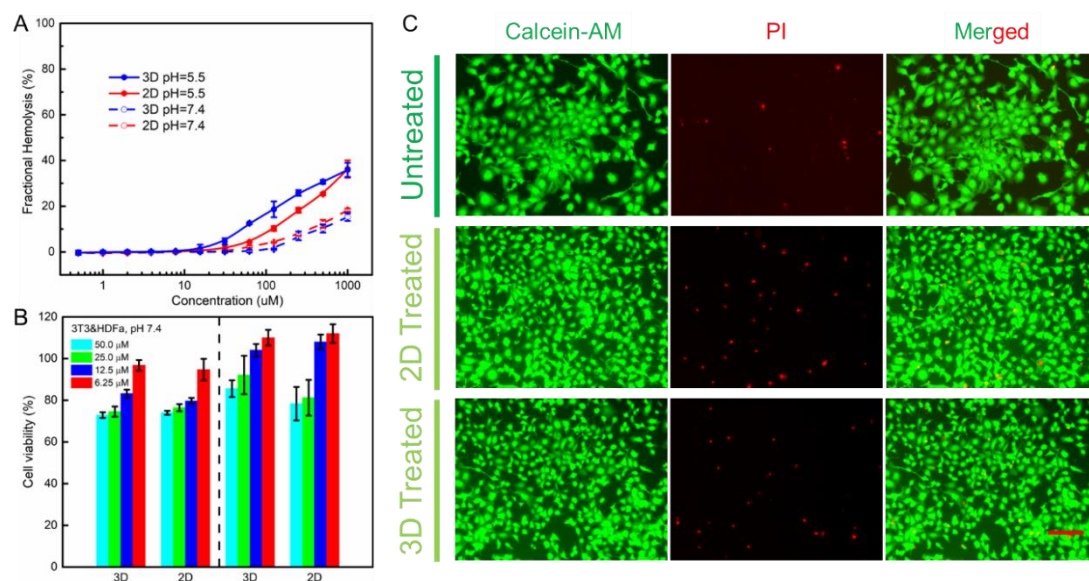 A
Fractional Hemolysis (%)
100
80
60
40
20
0
3D pH=5.5
2D pH=5.5
3D pH=7.4
2D pH=7.4
1
10
100
1000
Concentration (uM)
B
Cell viability (%)
120
100
80
60
40
20
0
3T3&HDFa, pH 7.4
50.0 μM
25.0 μM
12.5 μM
6.25 μM
3D
2D
3D
2D
C
Calcein-AM
PI
Merged
Untreated
2D Treated
3D Treated